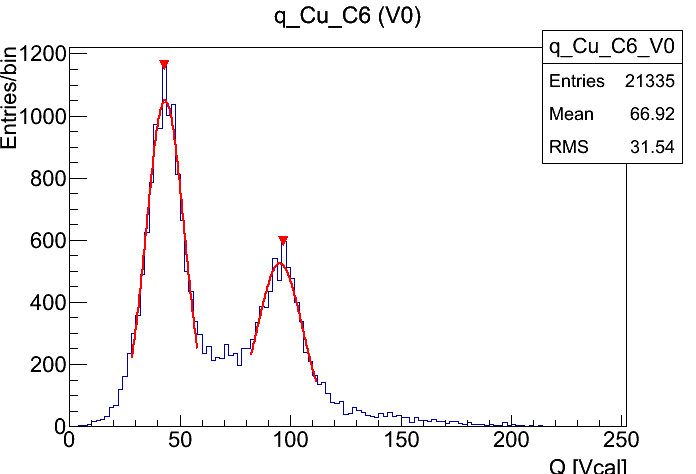 q_Cu_C6 (V0)
q_Cu_C6_V0
Entries 21335
Mean 66.92
RMS 31.54
Entries/bin
1200
1000
800
600
400
200
0
0 50 100 150 200 250
Q [Vcal]